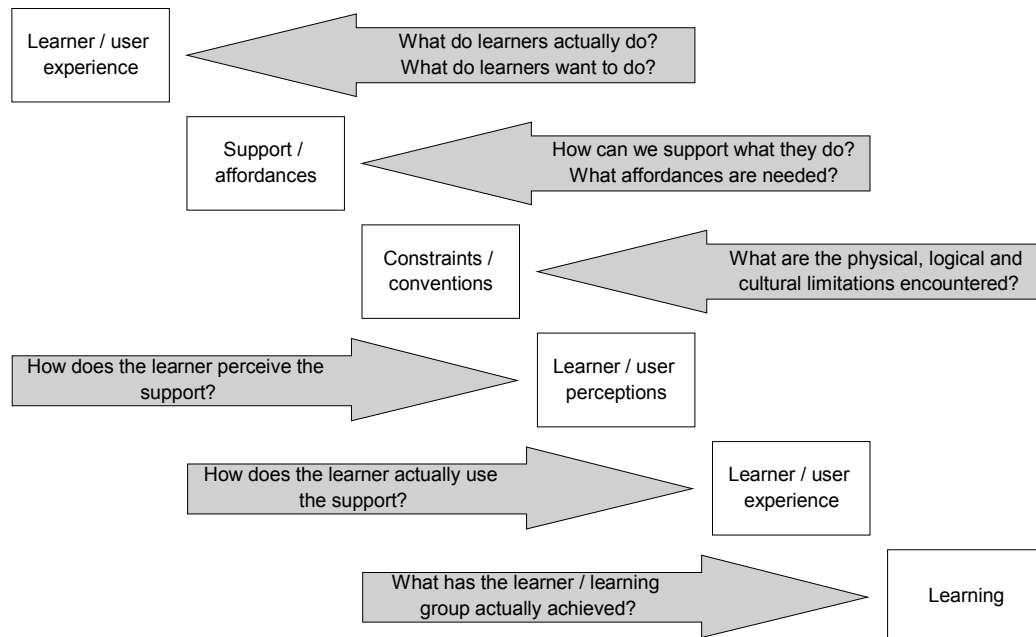 Learner / user
experience
What do learners actually do?
What do learners want to do?
Support /
affordances
How can we support what they do?
What affordances are needed?
Constraints /
conventions
What are the physical, logical and
cultural limitations encountered?
How does the learner perceive the
support?
Learner / user
perceptions
How does the learner actually use
the support?
Learner / user
experience
What has the learner / learning
group actually achieved?
Learning